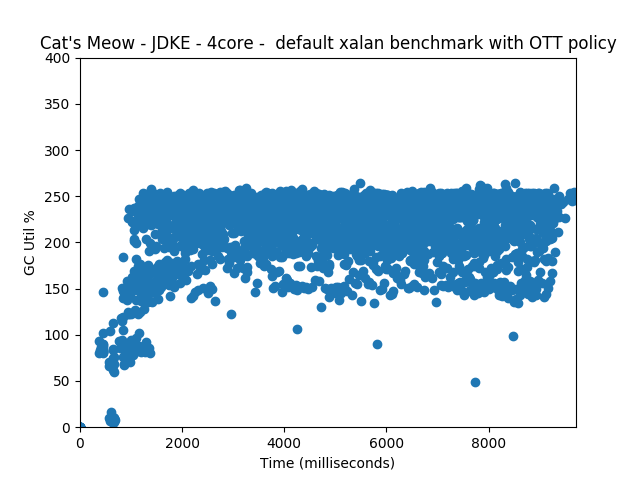 Cat's Meow - JDKE - 4core -  default xalan benchmark with OTT policy
400
350
300
250
200
150
100
50
0
GC Util %
0 2000 4000 6000 8000
Time (milliseconds)